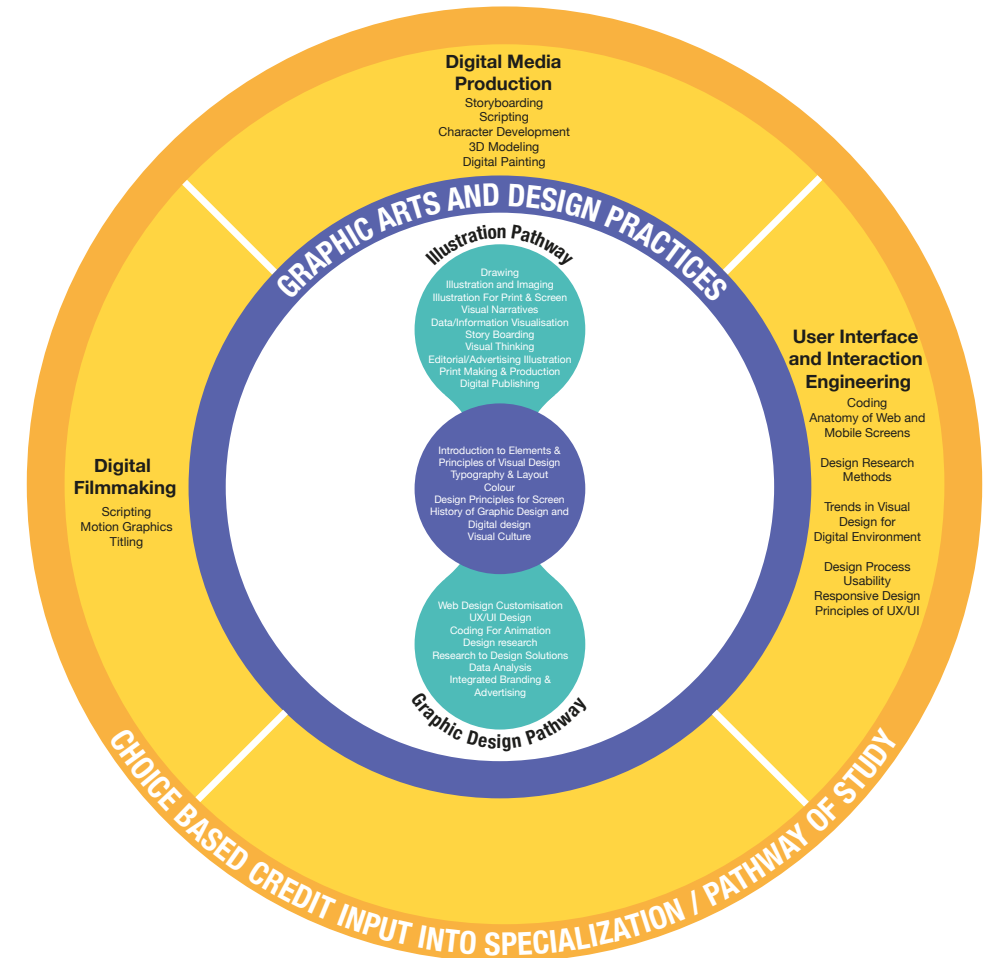 Digital Media
Production
Storyboarding
Scripting
Character Development
3D Modeling
Digital Painting
GRAPHIC ARTS AND DESIGN PRACTICES
Illustration Pathway
Drawing
Illustration and Imaging
Illustration For Print & Screen
Visual Narratives
Data/Information Visualisation
Story Boarding
Visual Thinking
Editorial/Advertising Illustration
Print Making & Production
Digital Publishing
Introduction to Elements &
Principles of Visual Design
Typography & Layout
Colour
Design Principles for Screen
History of Graphic Design and
Digital design
Visual Culture
Web Design Customisation
UX/UI Design
Coding For Animation
Design research
Research to Design Solutions
Data Analysis
Integrated Branding &
Advertising
Graphic Design Pathway
Digital
Filmmaking
Scripting
Motion Graphics
Titling
User Interface
and Interaction
Engineering
Coding
Anatomy of Web and
Mobile Screens
Design Research
Methods
Trends in Visual
Design for
Digital Environment
Design Process
Usability
Responsive Design
Principles of UX/UI
CHOICE BASED CREDIT INPUT INTO SPECIALIZATION / PATHWAY OF STUDY